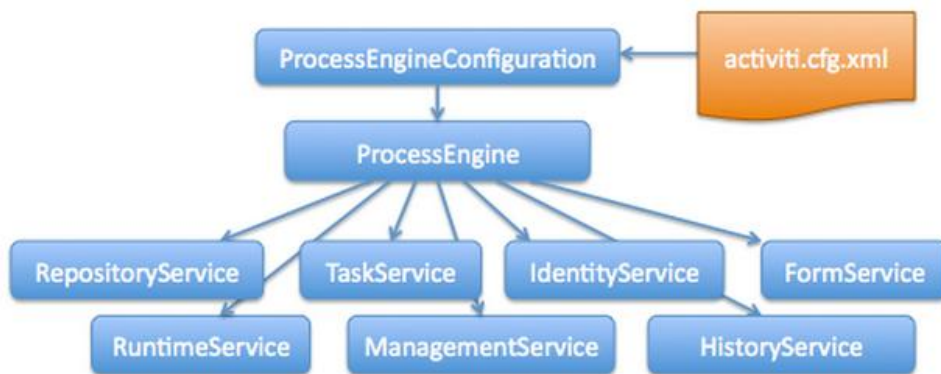 ProcessEngineConfiguration
activiti.cfg.xml
ProcessEngine
RepositoryService
TaskService
IdentityService
FormService
RuntimeService
ManagementService
HistoryService